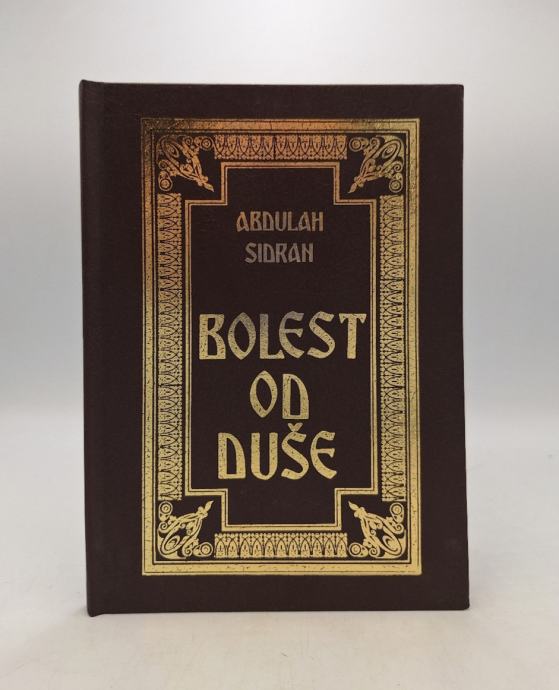 ABDULAH
SIDRAN
BOLEST
OD
DUŠE